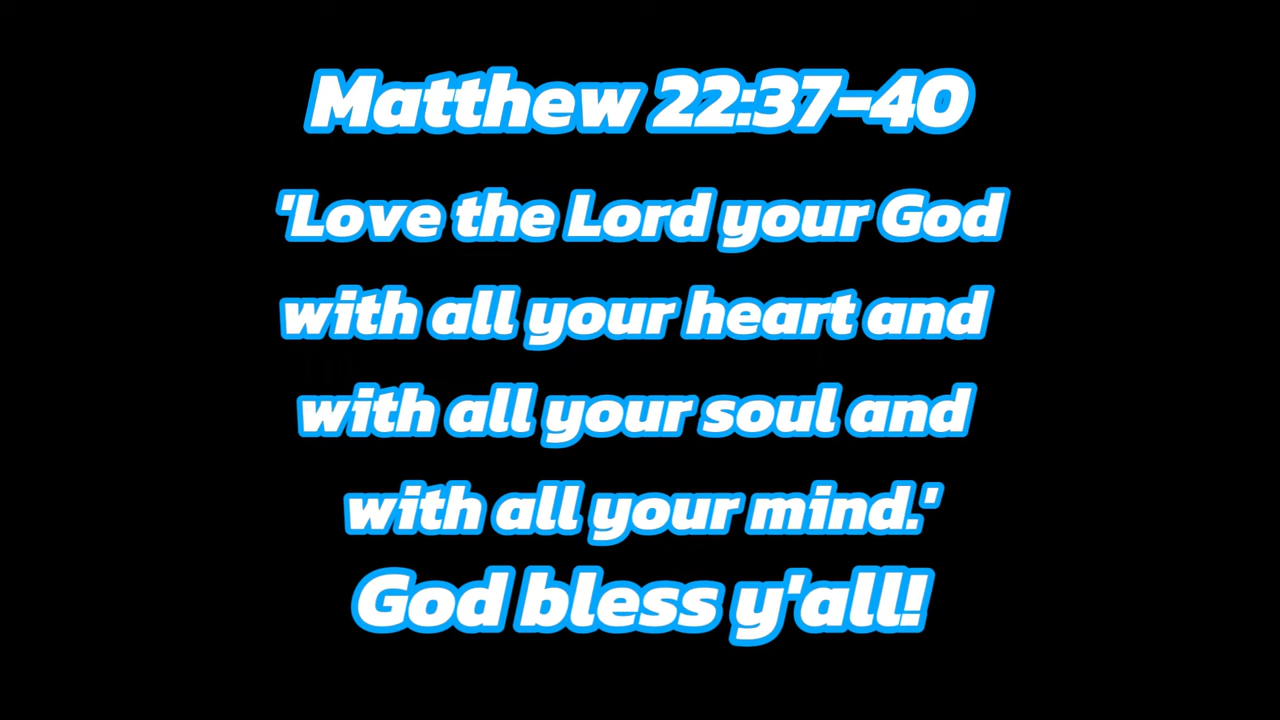 Matthew 22:37-40
'Love the Lord your God
with all your heart and
with all your soul and
with all your mind.'
God bless y'all!